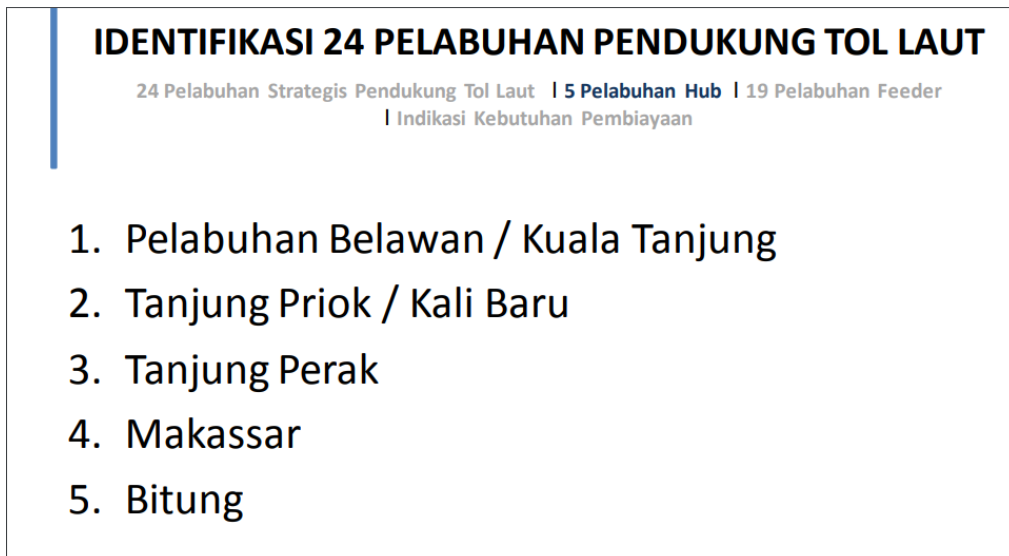 IDENTIFIKASI 24 PELABUHAN PENDUKUNG TOL LAUT
24 Pelabuhan Strategis Pendukung Tol Laut I 5 Pelabuhan Hub I 19 Pelabuhan Feeder
I Indikasi Kebutuhan Pembiayaan
1. Pelabuhan Belawan / Kuala Tanjung
2. Tanjung Priok / Kali Baru
3. Tanjung Perak
4. Makassar
5. Bitung